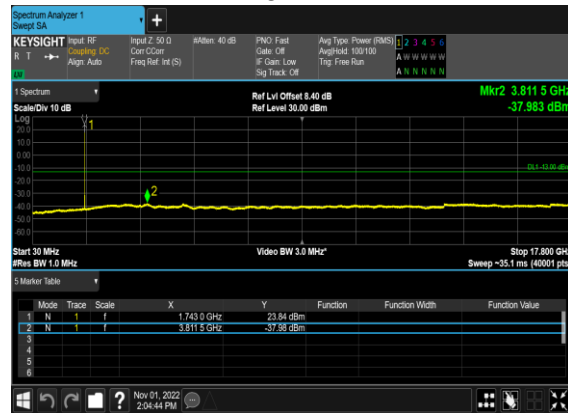 Spectrum Analyzer 1
Swept SA
KEYSIGHT Input: RF Input Z: 50 Ω #Atten: 40 dB PNO: Fast Avg Type: Power (RMS) 1 2 3 4 5 6
R T Coupling: DC Corr CCorr Gate: Off Avg|Hold: 100/100 A W W W W W
Align: Auto Freq Ref: Int (S) IF Gain: Low Trig: Free Run
Sig Track: Off A N N N N N
1 Spectrum Ref Lvl Offset 8.40 dB Mkr2 3.811 5 GHz
Scale/Div 10 dB Ref Level 30.00 dBm -37.983 dBm
Log
20.0
10.0
0.00
-10.0
-20.0
-30.0
-40.0
-50.0
-60.0
1
2
DL1 -13.00 dBm
Start 30 MHz Video BW 3.0 MHz* Stop 17.800 GHz
#Res BW 1.0 MHz Sweep ~35.1 ms (40001 pts)
5 Marker Table
Mode Trace Scale X Y Function Function Width Function Value
1 N 1 f 1.743 0 GHz 23.84 dBm
2 N 1 f 3.811 5 GHz -37.98 dBm
3
4
5
6
? Nov 01, 2022
2:04:44 PM